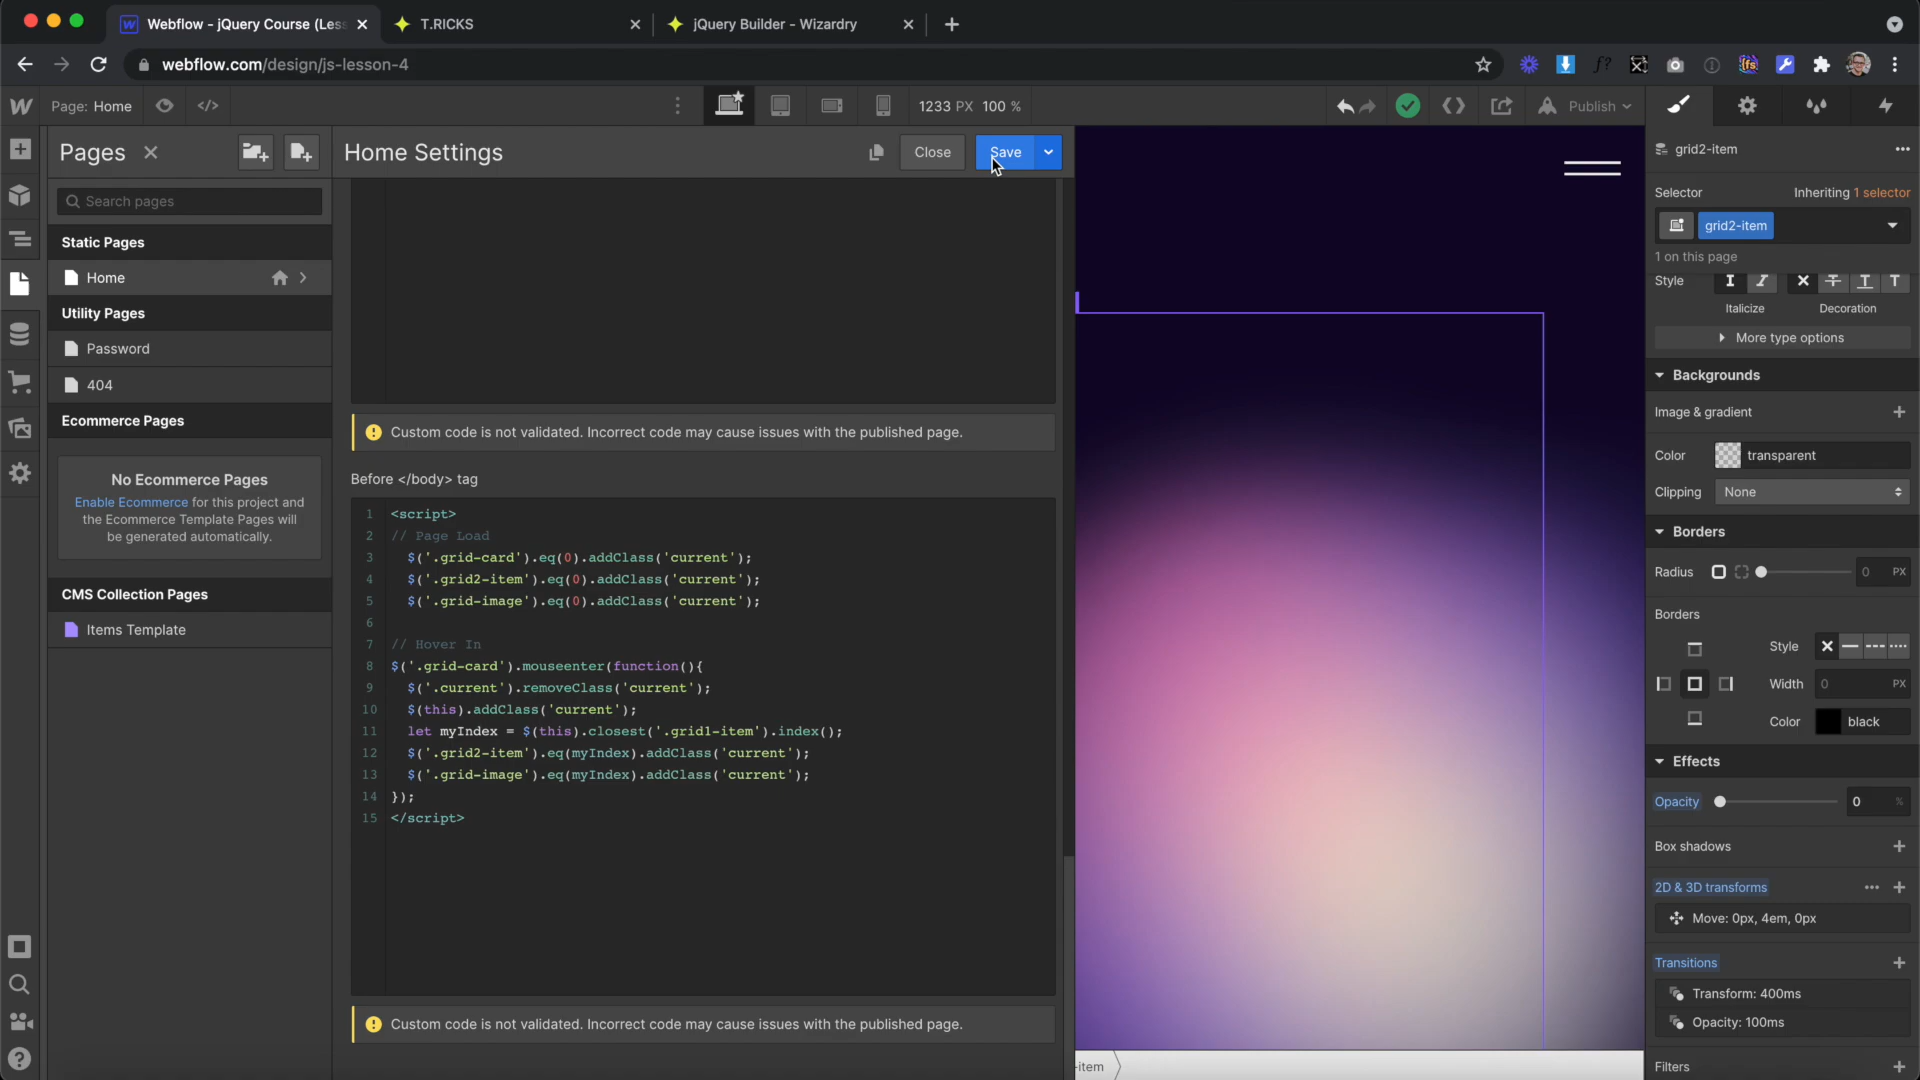 Webflow - jQuery Course (Less
T.RICKS
jQuery Builder - Wizardry
webflow.com/design/js-lesson-4
Page: Home
1233 PX 100 %
Publish
Pages
Search pages
Static Pages
Home
Utility Pages
Password
404
Ecommerce Pages
No Ecommerce Pages
Enable Ecommerce for this project and
the Ecommerce Template Pages will
be generated automatically.
CMS Collection Pages
Items Template
Home Settings
Close
Save
Custom code is not validated. Incorrect code may cause issues with the published page.
Before </body> tag
1 <script>
2 // Page Load
3 $('.grid-card').eq(0).addClass('current');
4 $('.grid2-item').eq(0).addClass('current');
5 $('.grid-image').eq(0).addClass('current');
6
7 // Hover In
8 $('.grid-card').mouseenter(function(){
9 $('.current').removeClass('current');
10 $(this).addClass('current');
11 let myIndex = $(this).closest('.grid1-item').index();
12 $('.grid2-item').eq(myIndex).addClass('current');
13 $('.grid-image').eq(myIndex).addClass('current');
14 });
15 </script>
Custom code is not validated. Incorrect code may cause issues with the published page.
-item
grid2-item
Selector
Inheriting 1 selector
grid2-item
1 on this page
Style
Italicize
Decoration
More type options
Backgrounds
Image & gradient
Color
transparent
Clipping
None
Borders
Radius
0 PX
Borders
Style
Width
0 PX
Color
black
Effects
Opacity
0 %
Box shadows
2D & 3D transforms
Move: 0px, 4em, 0px
Transitions
Transform: 400ms
Opacity: 100ms
Filters